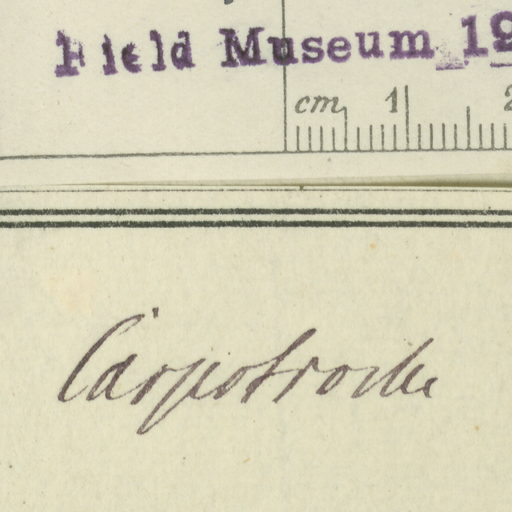 Field Museum 19
cm 1 2
Carpotroche